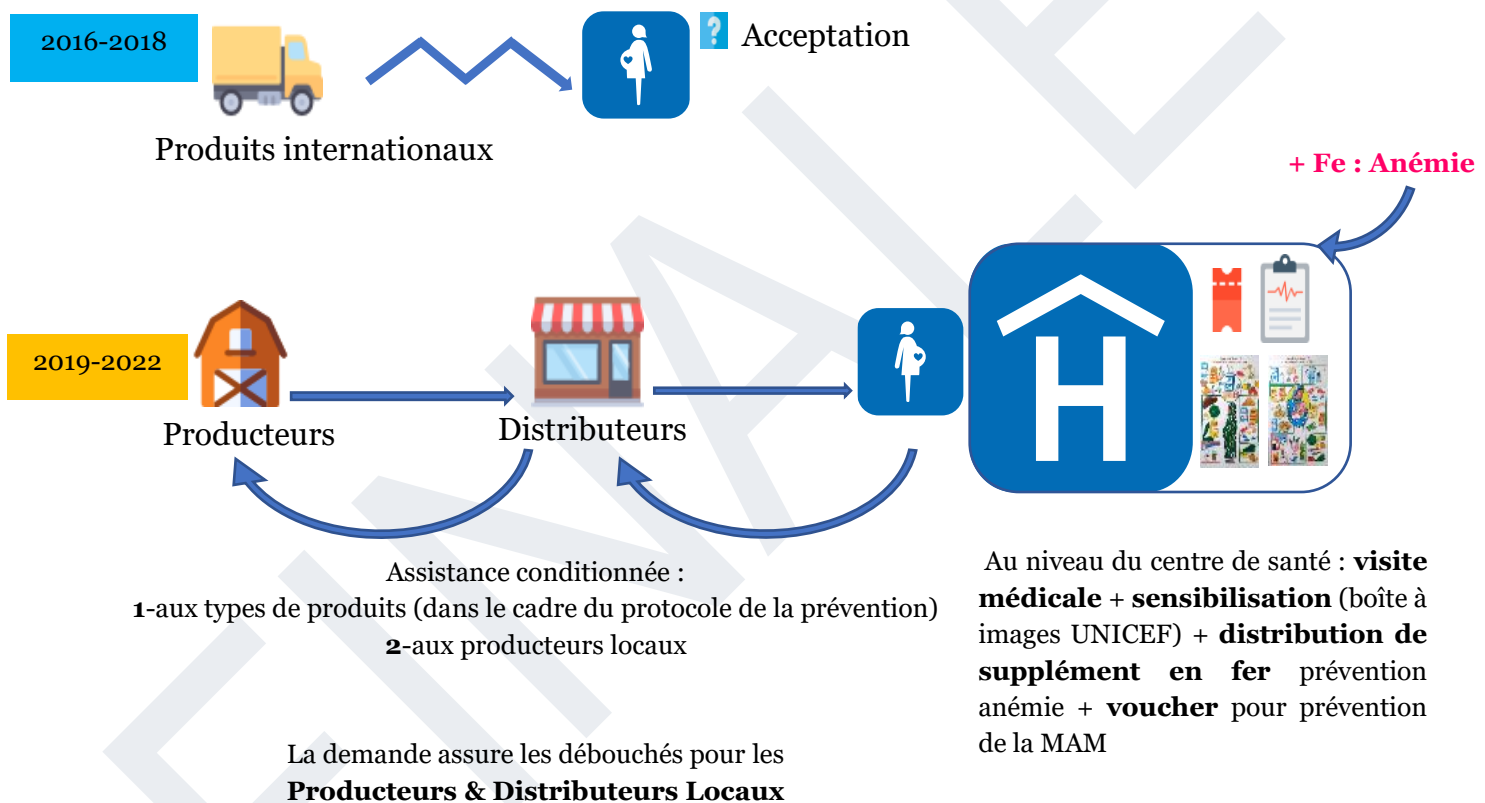 2016-2018
? Acceptation
Produits internationaux
+ Fe : Anémie
2019-2022
H
Producteurs
Distributeurs
Assistance conditionnée :
1-aux types de produits (dans le cadre du protocole de la prévention)
2-aux producteurs locaux
Au niveau du centre de santé : visite
médicale + sensibilisation (boîte à
images UNICEF) + distribution de
supplément en fer prévention
anémie + voucher pour prévention
de la MAM
La demande assure les débouchés pour les
Producteurs & Distributeurs Locaux
FINALE